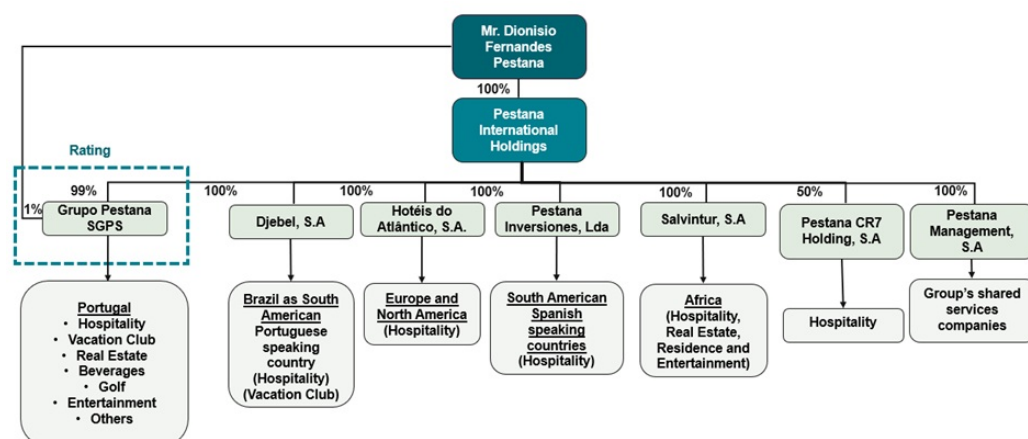 Mr. Dionisio
Fernandes
Pestana
100%
Pestana
International
Holdings
Rating
99%
100%
100%
100%
100%
50%
100%
1%
Grupo Pestana
SGPS
Djebel, S.A
Hotéis do
Atlântico, S.A.
Pestana
Inversiones, Lda
Salvintur, S.A
Pestana CR7
Holding, S.A
Pestana
Management,
S.A
Portugal
• Hospitality
• Vacation Club
• Real Estate
• Beverages
• Golf
• Entertainment
• Others
Brazil as South
American
Portuguese
speaking
country
(Hospitality)
(Vacation Club)
Europe and
North America
(Hospitality)
South American
Spanish
speaking
countries
(Hospitality)
Africa
(Hospitality,
Real Estate,
Residence and
Entertainment)
Hospitality
Group's shared
services
companies